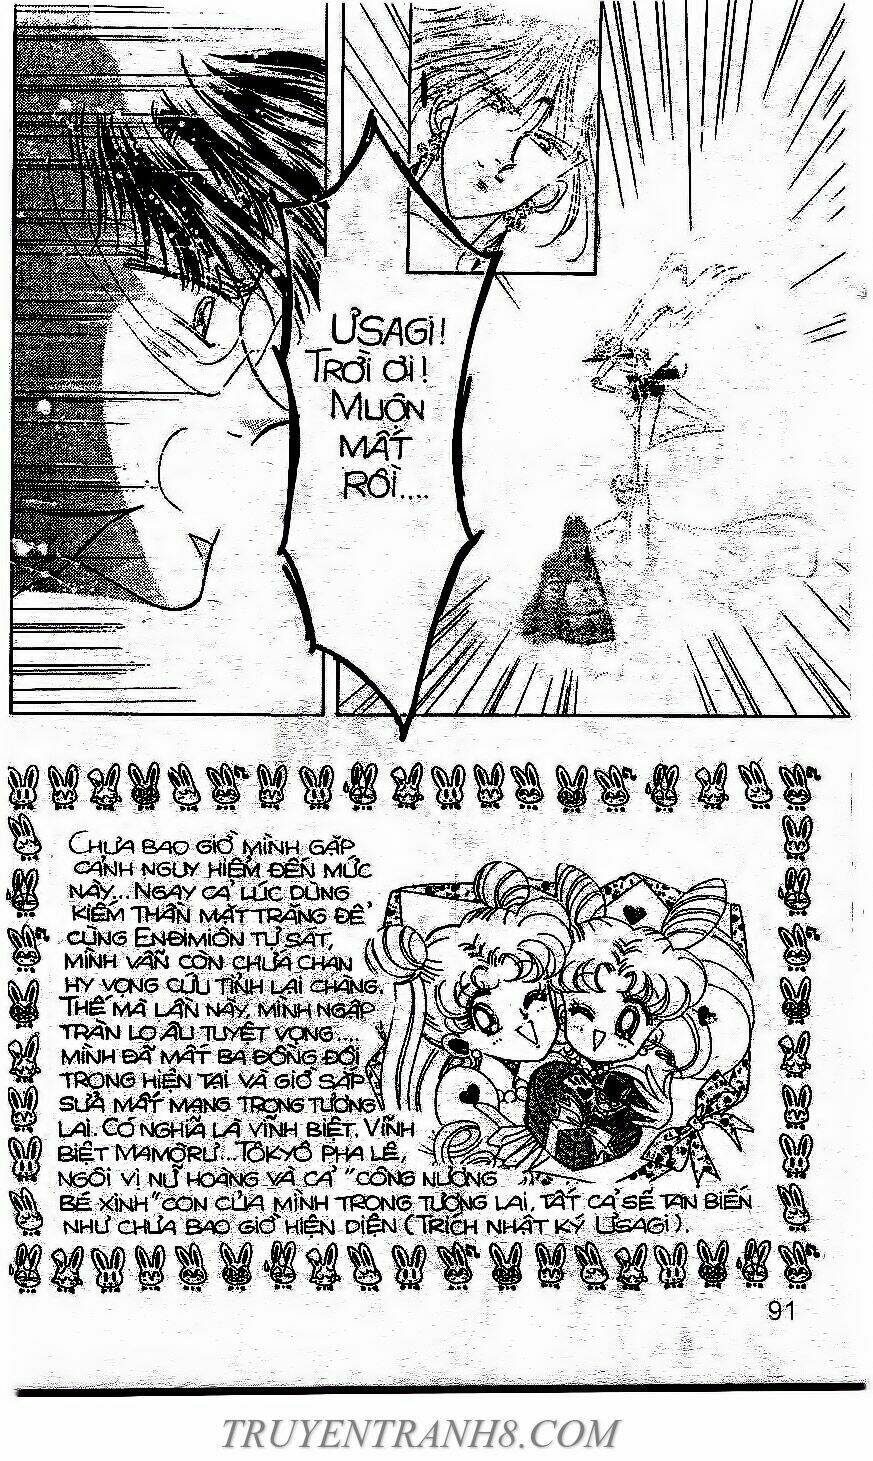 ƯSAGI!
TRỜI ƠI!
MUỘN
MẤT
RỒI....
CHƯA BAO GIỜ MÌNH GẶP
CẢNH NGUY HIỂM ĐẾN MỨC
NÀY... NGAY CẢ LÚC DÙNG
KIẾM THẦN MẶT TRĂNG ĐỂ
CÙNG ENĐIMIÔN TỰ SÁT,
MÌNH VẪN CÒN CHỨA CHAN
HY VỌNG CỨU TỈNH LẠI CHÀNG.
THẾ MÀ LẦN NÀY, MÌNH NGẬP
TRÀN LO ÂU TUYỆT VỌNG...
MÌNH ĐÃ MẤT BA ĐỒNG ĐỘI
TRONG HIỆN TẠI VÀ GIỜ SẮP
SỬA MẤT MẠNG TRONG TƯƠNG
LAI. CÓ NGHĨA LÀ VĨNH BIỆT. VĨNH
BIỆT MAMORƯ... TÔKYÔ PHA LÊ,
NGÔI VỊ NỮ HOÀNG VÀ CẢ "CÔNG NƯƠNG
BÉ XINH" CON CỦA MÌNH TRONG TƯƠNG LAI, TẤT CẢ SẼ TAN BIẾN
NHƯ CHƯA BAO GIỜ HIỆN DIỆN (TRÍCH NHẬT KÝ ƯSAGI).
91
TRUYENTRANH8.COM